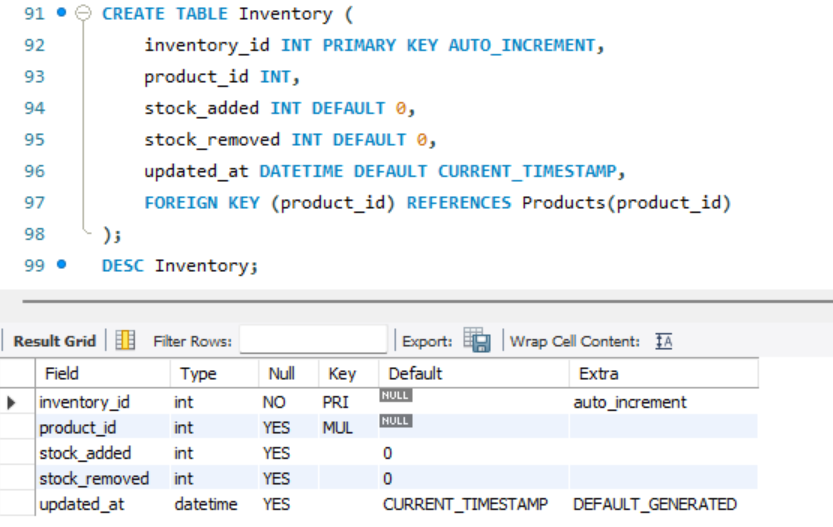 91 CREATE TABLE Inventory (
92 inventory_id INT PRIMARY KEY AUTO_INCREMENT,
93 product_id INT,
94 stock_added INT DEFAULT 0,
95 stock_removed INT DEFAULT 0,
96 updated_at DATETIME DEFAULT CURRENT_TIMESTAMP,
97 FOREIGN KEY (product_id) REFERENCES Products(product_id)
98 );
99 DESC Inventory;
Result Grid Filter Rows: Export: Wrap Cell Content: IA
Field Type Null Key Default Extra
inventory_id int NO PRI NULL auto_increment
product_id int YES MUL NULL
stock_added int YES 0
stock_removed int YES 0
updated_at datetime YES CURRENT_TIMESTAMP DEFAULT_GENERATED